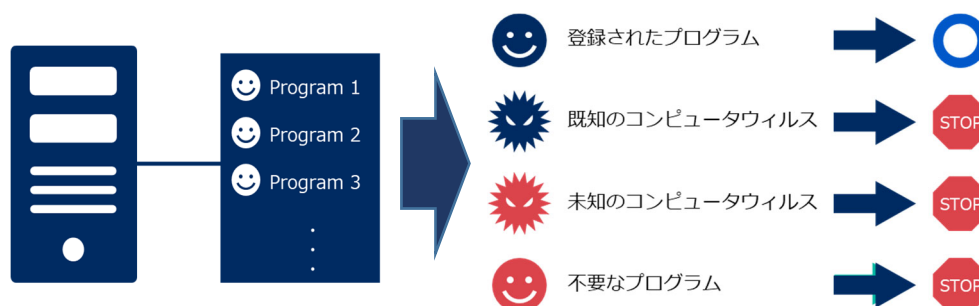 Program 1
Program 2
Program 3
登録されたプログラム
既知のコンピュータウィルス
STOP
未知のコンピュータウィルス
STOP
不要なプログラム
STOP